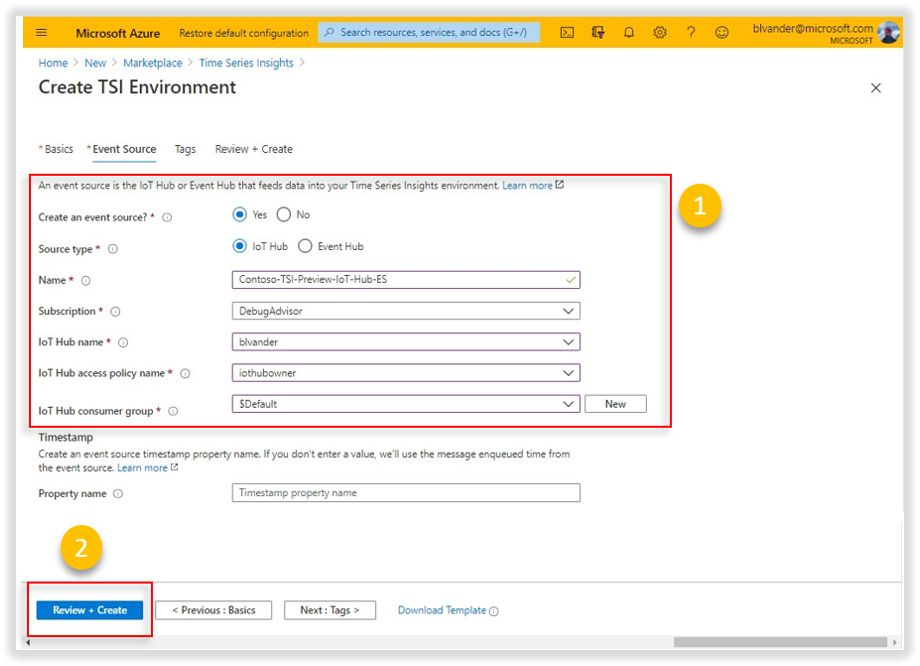 Microsoft Azure Restore default configuration Search resources, services, and docs (G+/) blvander@microsoft.com
MICROSOFT
Home > New > Marketplace > Time Series Insights >
Create TSI Environment
* Basics * Event Source Tags Review + Create
An event source is the IoT Hub or Event Hub that feeds data into your Time Series Insights environment. Learn more
1
Create an event source? * Yes No
Source type * IoT Hub Event Hub
Name * Contoso-TSI-Preview-IoT-Hub-ES
Subscription * DebugAdvisor
IoT Hub name * blvander
IoT Hub access policy name * iothubowner
IoT Hub consumer group * $Default New
Timestamp
Create an event source timestamp property name. If you don't enter a value, we'll use the message enqueued time from
the event source. Learn more
Property name Timestamp property name
2
Review + Create < Previous : Basics Next : Tags > Download Template